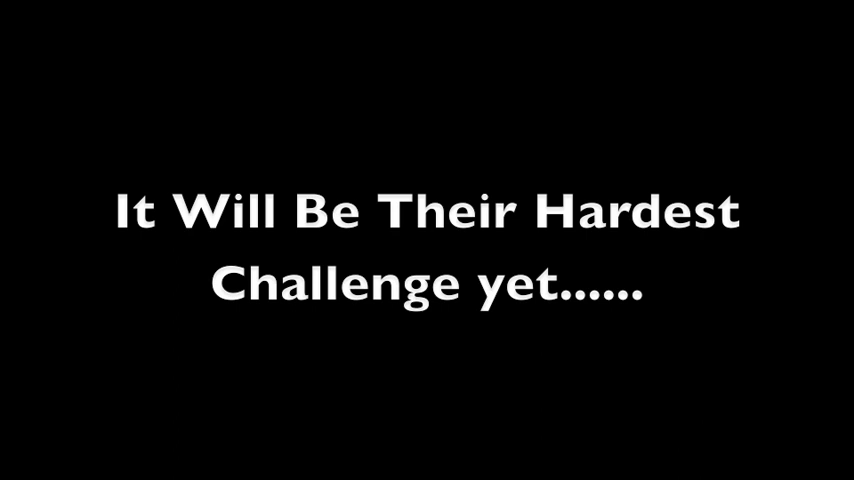 It Will Be Their Hardest
Challenge yet......